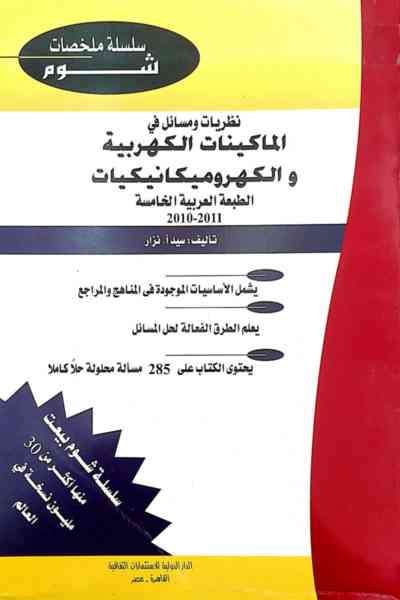 سلسلة ملخصات
شوم
نظريات ومسائل في
الماكينات الكهربية
و الكهروميكانيكيات
الطبعة العربية الخامسة
2010-2011
تأليف: سيد أ. نزار
يشمل الأساسيات الموجودة فى المناهج والمراجع
يعلم الطرق الفعالة لحل المسائل
يحتوى الكتاب على 285 مسألة محلولة حلاً كاملا
سلسلة شوم بيعت
منها أكثر من 30
مليون نسخة في
العالم
الدار الدولية للاستثمارات الثقافية
القاهرة - مصر